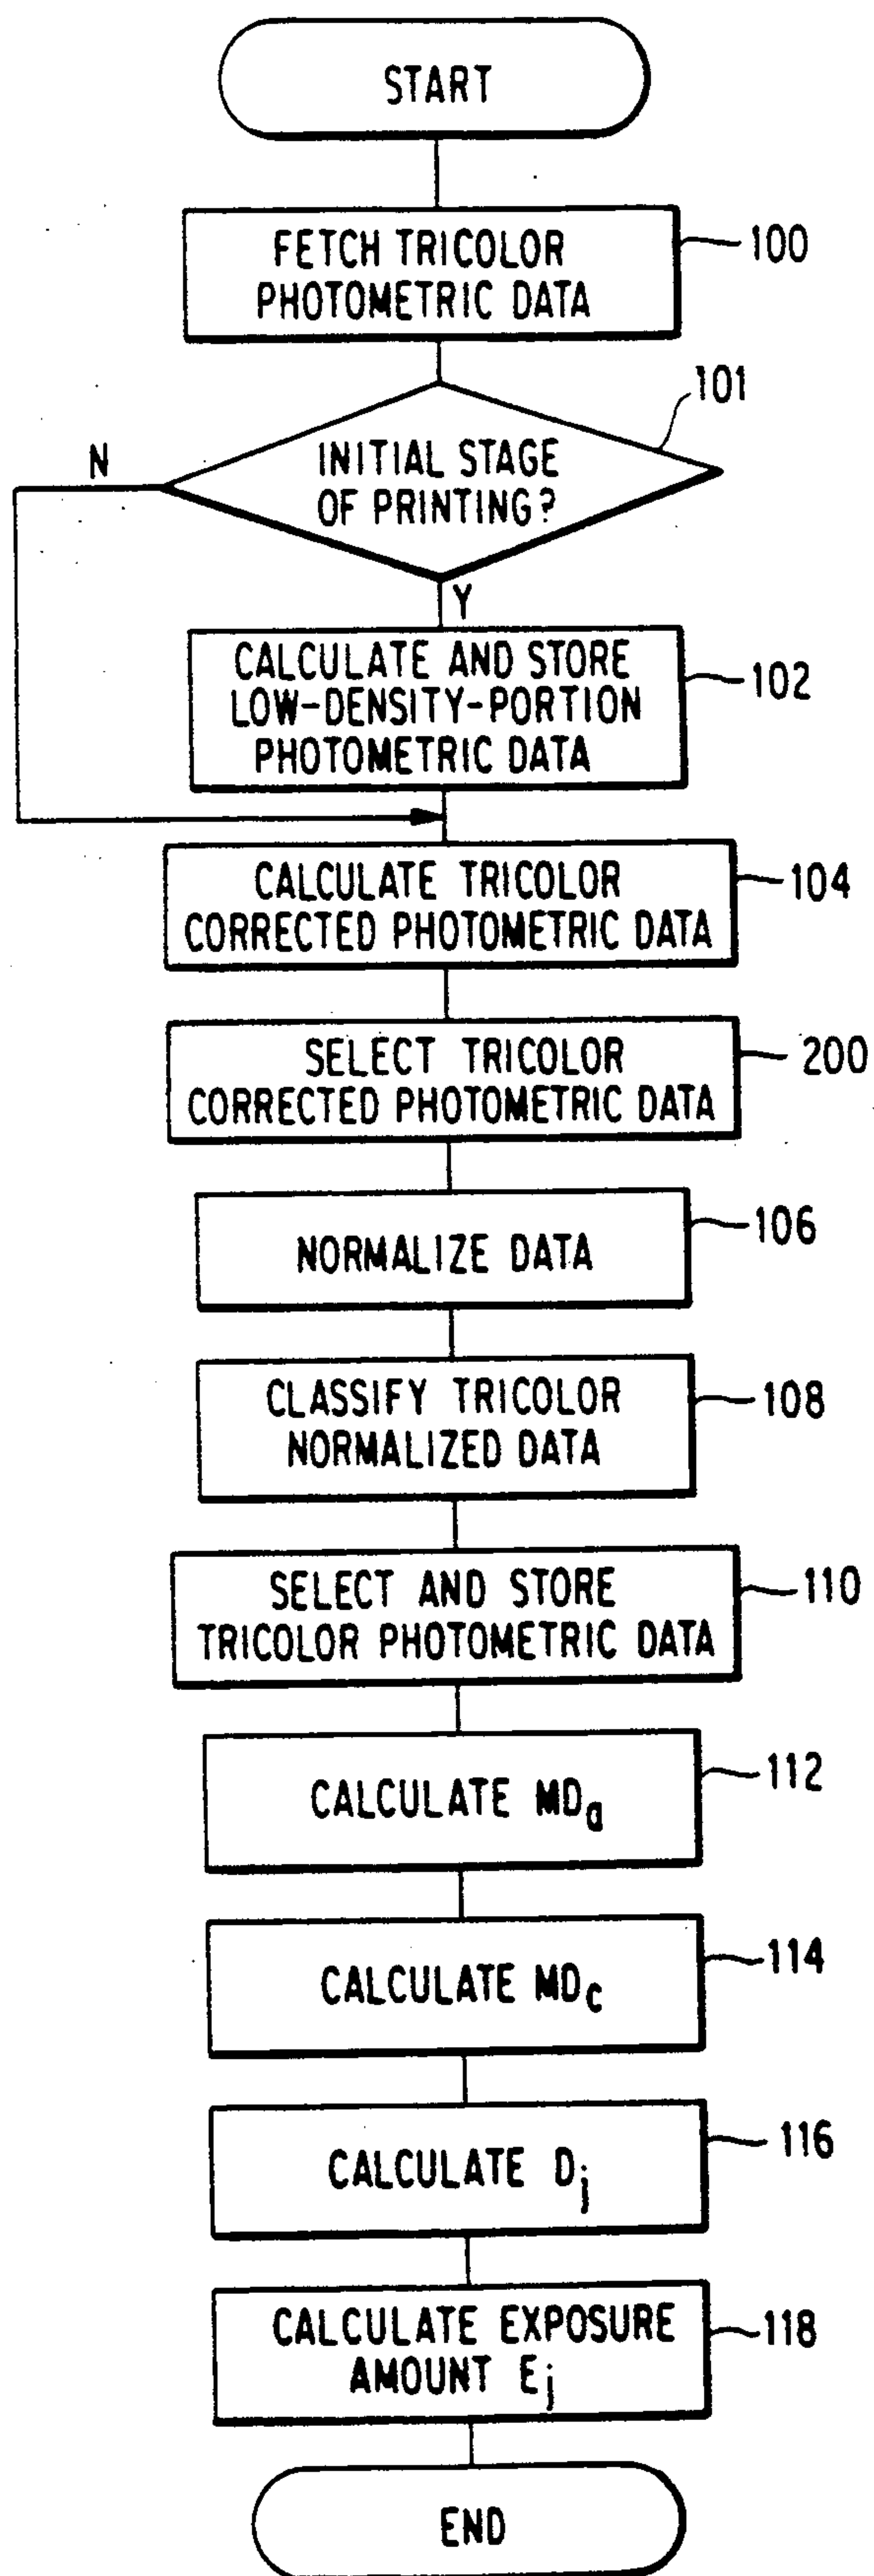 START
FETCH TRICOLOR
PHOTOMETRIC DATA
100
101
INITIAL STAGE
OF PRINTING?
N
Y
CALCULATE AND STORE
LOW-DENSITY-PORTION
PHOTOMETRIC DATA
102
CALCULATE TRICOLOR
CORRECTED PHOTOMETRIC DATA
104
SELECT TRICOLOR
CORRECTED PHOTOMETRIC DATA
200
NORMALIZE DATA
106
CLASSIFY TRICOLOR
NORMALIZED DATA
108
SELECT AND STORE
TRICOLOR PHOTOMETRIC DATA
110
CALCULATE MDa
112
CALCULATE MDc
114
CALCULATE Dj
116
CALCULATE EXPOSURE
AMOUNT Ej
118
END